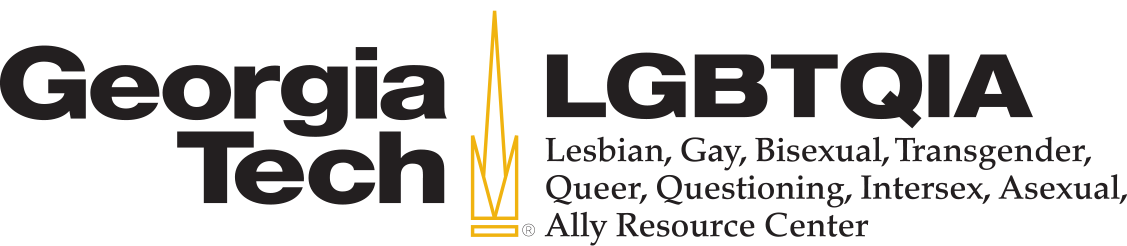 Georgia
Tech
®
LGBTQIA
Lesbian, Gay, Bisexual, Transgender,
Queer, Questioning, Intersex, Asexual,
Ally Resource Center